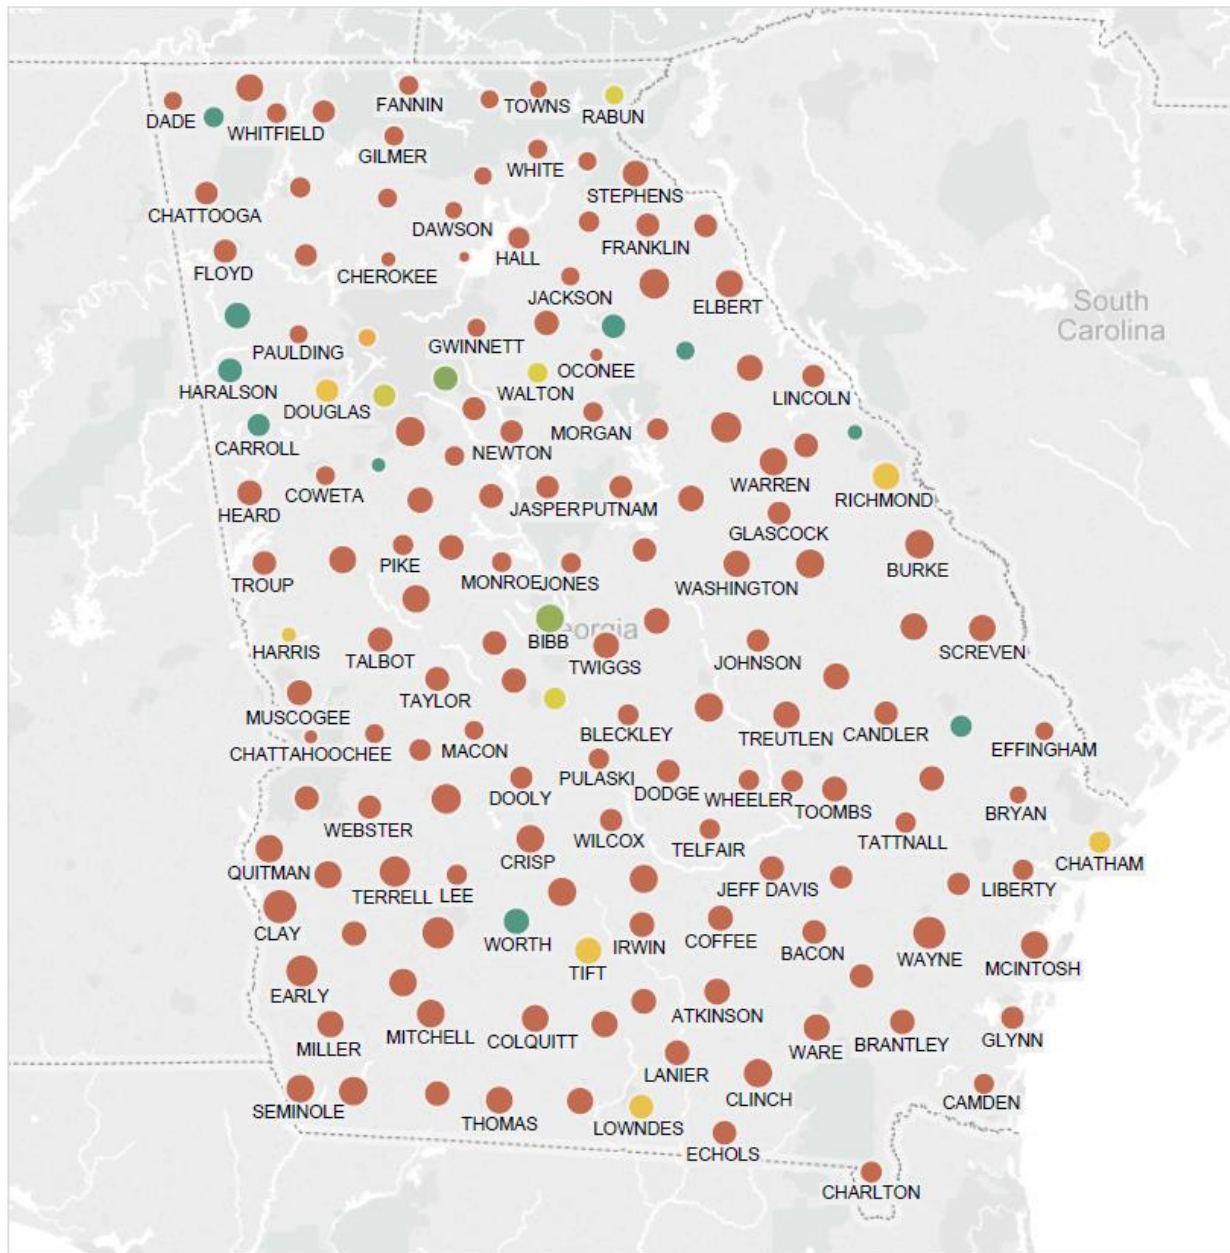 FANNIN
TOWNS
RABUN
DADE
WHITFIELD
GILMER
WHITE
STEPHENS
CHATTOOGA
DAWSON
FRANKLIN
HALL
FLOYD
CHEROKEE
JACKSON
ELBERT
South
Carolina
PAULDING
GWINNETT
OCONEE
HARALSON
WALTON
LINCOLN
DOUGLAS
MORGAN
CARROLL
NEWTON
WARREN
COWETA
RICHMOND
HEARD
JASPER
PUTNAM
GLASCOCK
PIKE
BURKE
TROUP
MONROE
JONES
WASHINGTON
Georgia
BIBB
HARRIS
TALBOT
TWIGGS
JOHNSON
SCREVEN
TAYLOR
MUSCOGEE
CHATTAHOOCHEE
MACON
BLECKLEY
TREUTLEN
CANDLER
EFFINGHAM
PULASKI
DOOLY
DODGE
WHEELER
TOOMBS
BRYAN
WEBSTER
WILCOX
TELFAIR
TATTNALL
CRISP
CHATHAM
QUITMAN
TERRELL
LEE
JEFF DAVIS
LIBERTY
CLAY
WORTH
IRWIN
COFFEE
BACON
WAYNE
MCINTOSH
TIFT
EARLY
ATKINSON
MITCHELL
COLQUITT
MILLER
WARE
BRANTLEY
GLYNN
LANIER
CLINCH
CAMDEN
SEMINOLE
THOMAS
LOWNDES
ECHOLS
CHARLTON